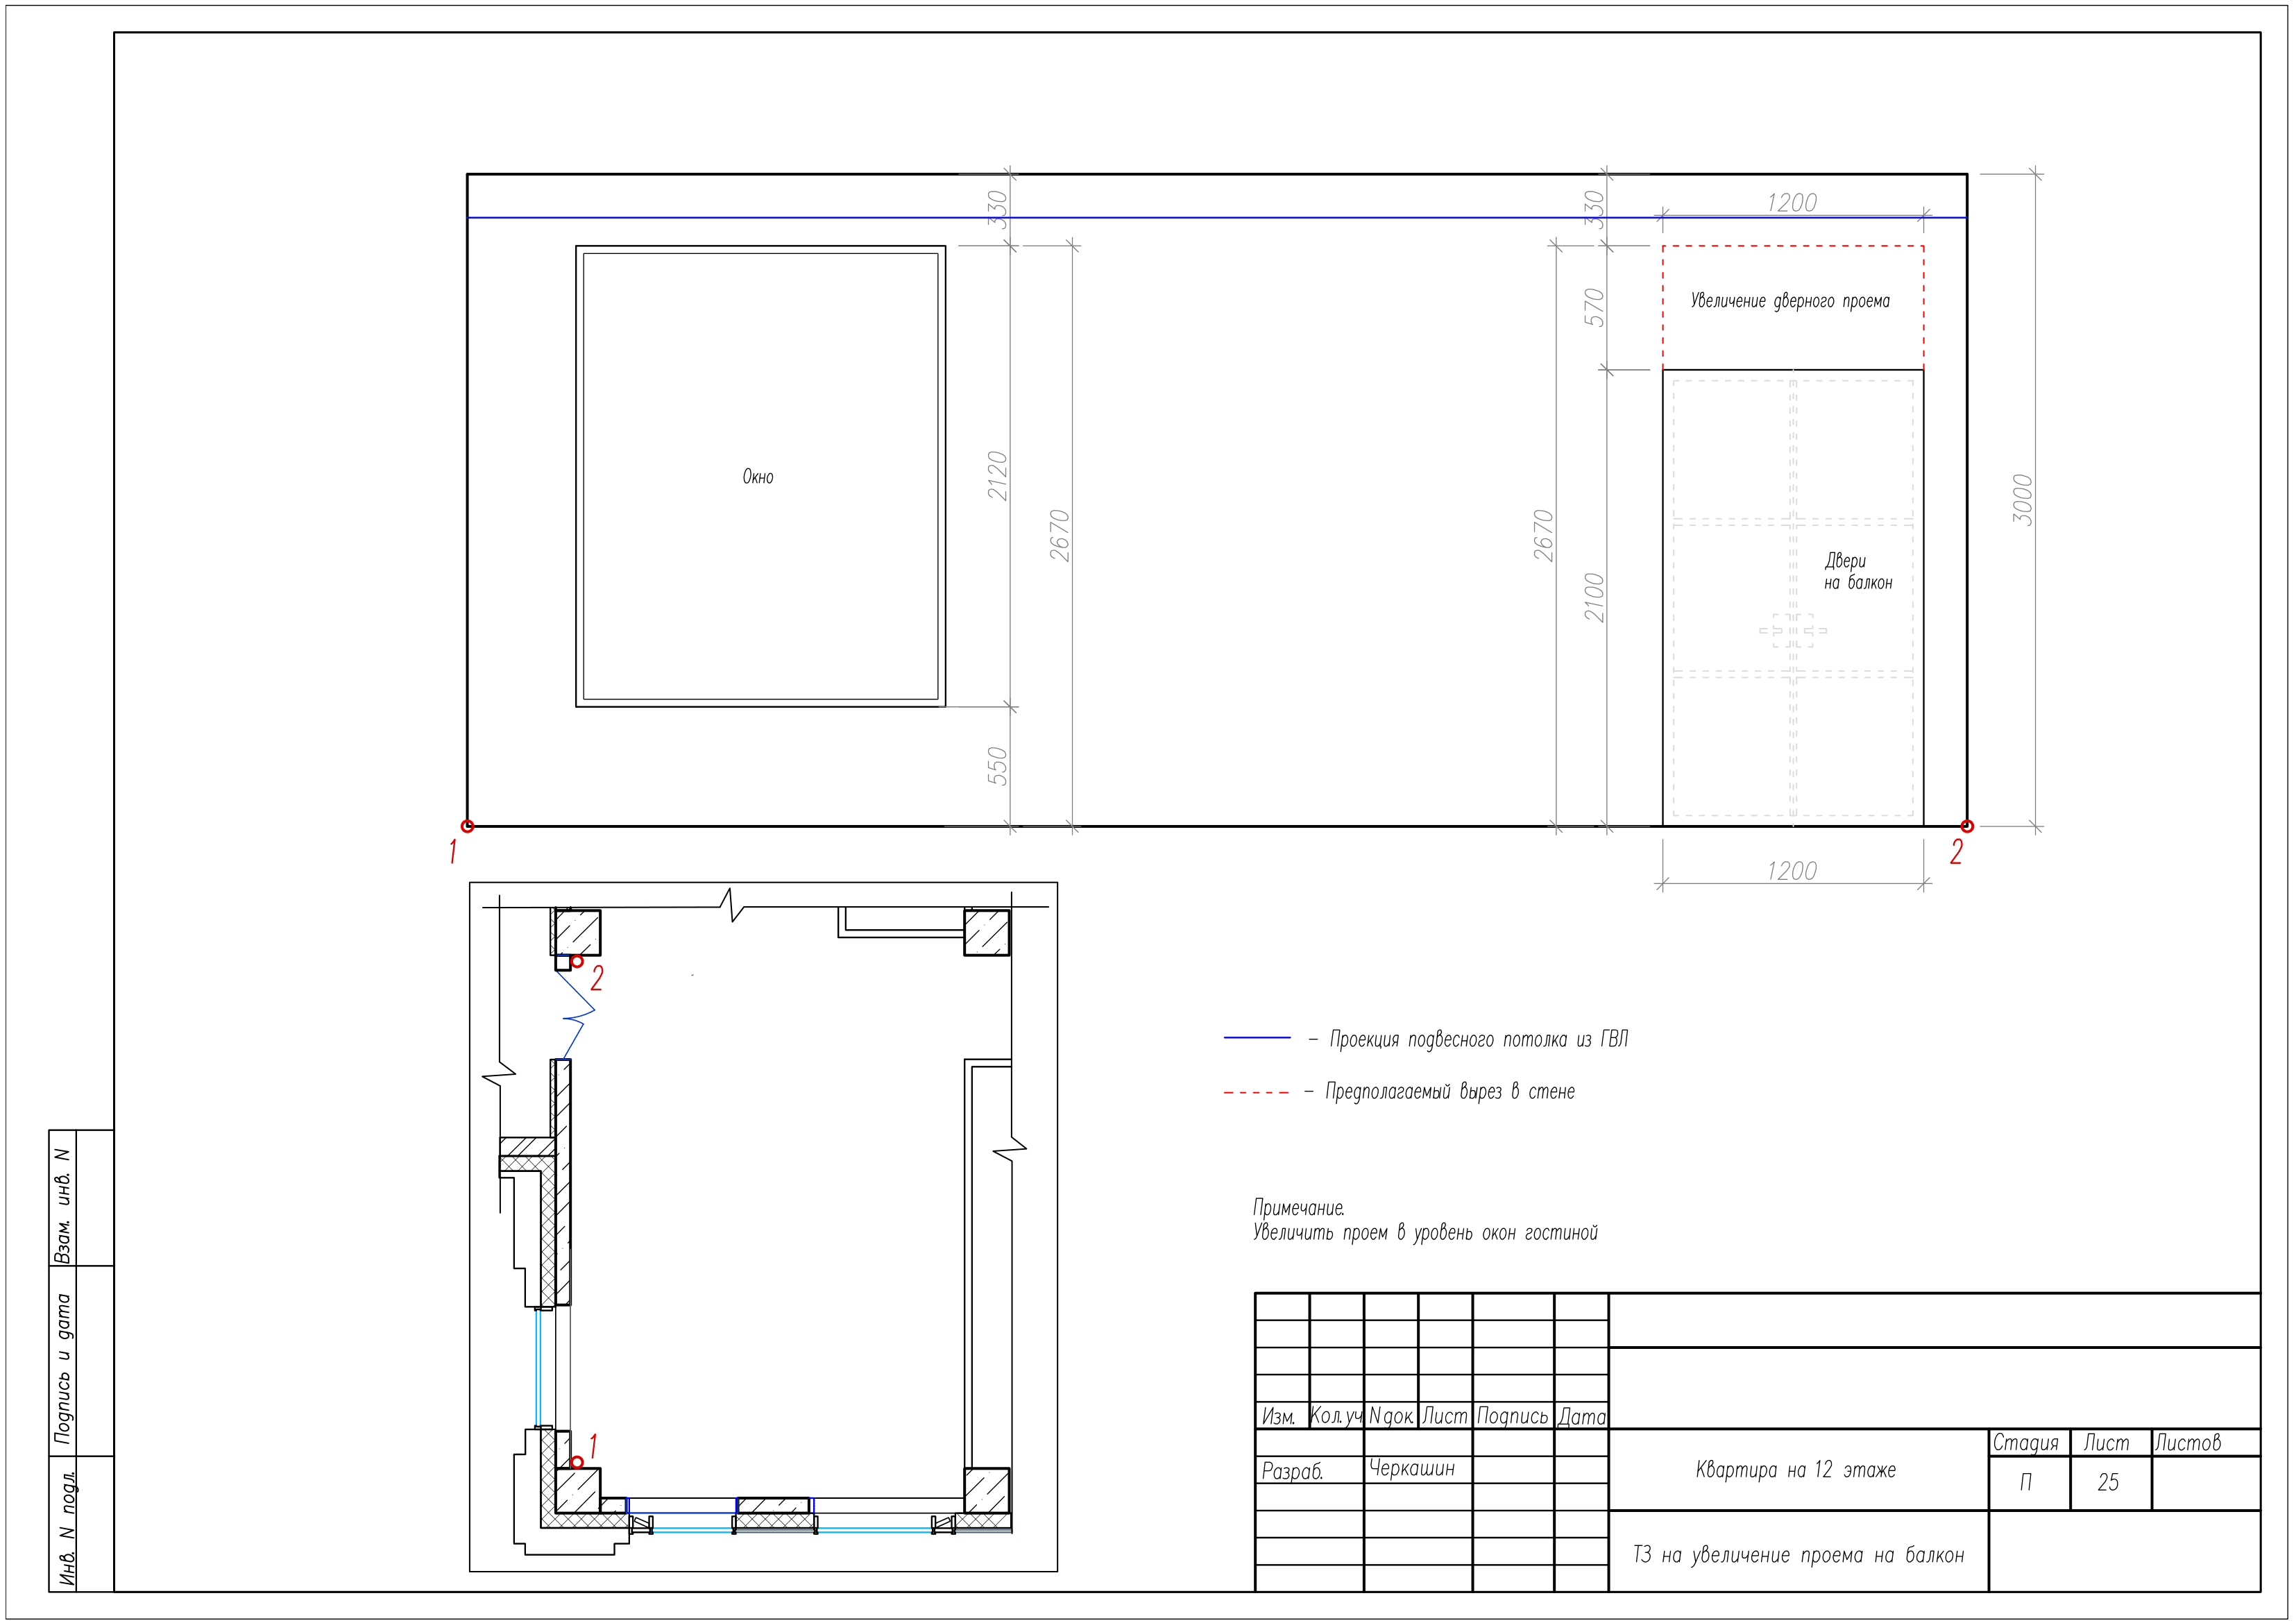 330
330
1200
570
Увеличение дверного проема
Окно
2120
2670
2670
2100
3000
Двери
на балкон
550
1
2
1200
2
1
– Проекция подвесного потолка из ГВЛ
– Предполагаемый вырез в стене
Примечание.
Увеличить проем в уровень окон гостиной
Взам. инв. N
Подпись и дата
Инв. N подл.
Изм. Кол.уч N док. Лист Подпись Дата
Разраб. Черкашин
Квартира на 12 этаже
Стадия Лист Листов
П 25
ТЗ на увеличение проема на балкон